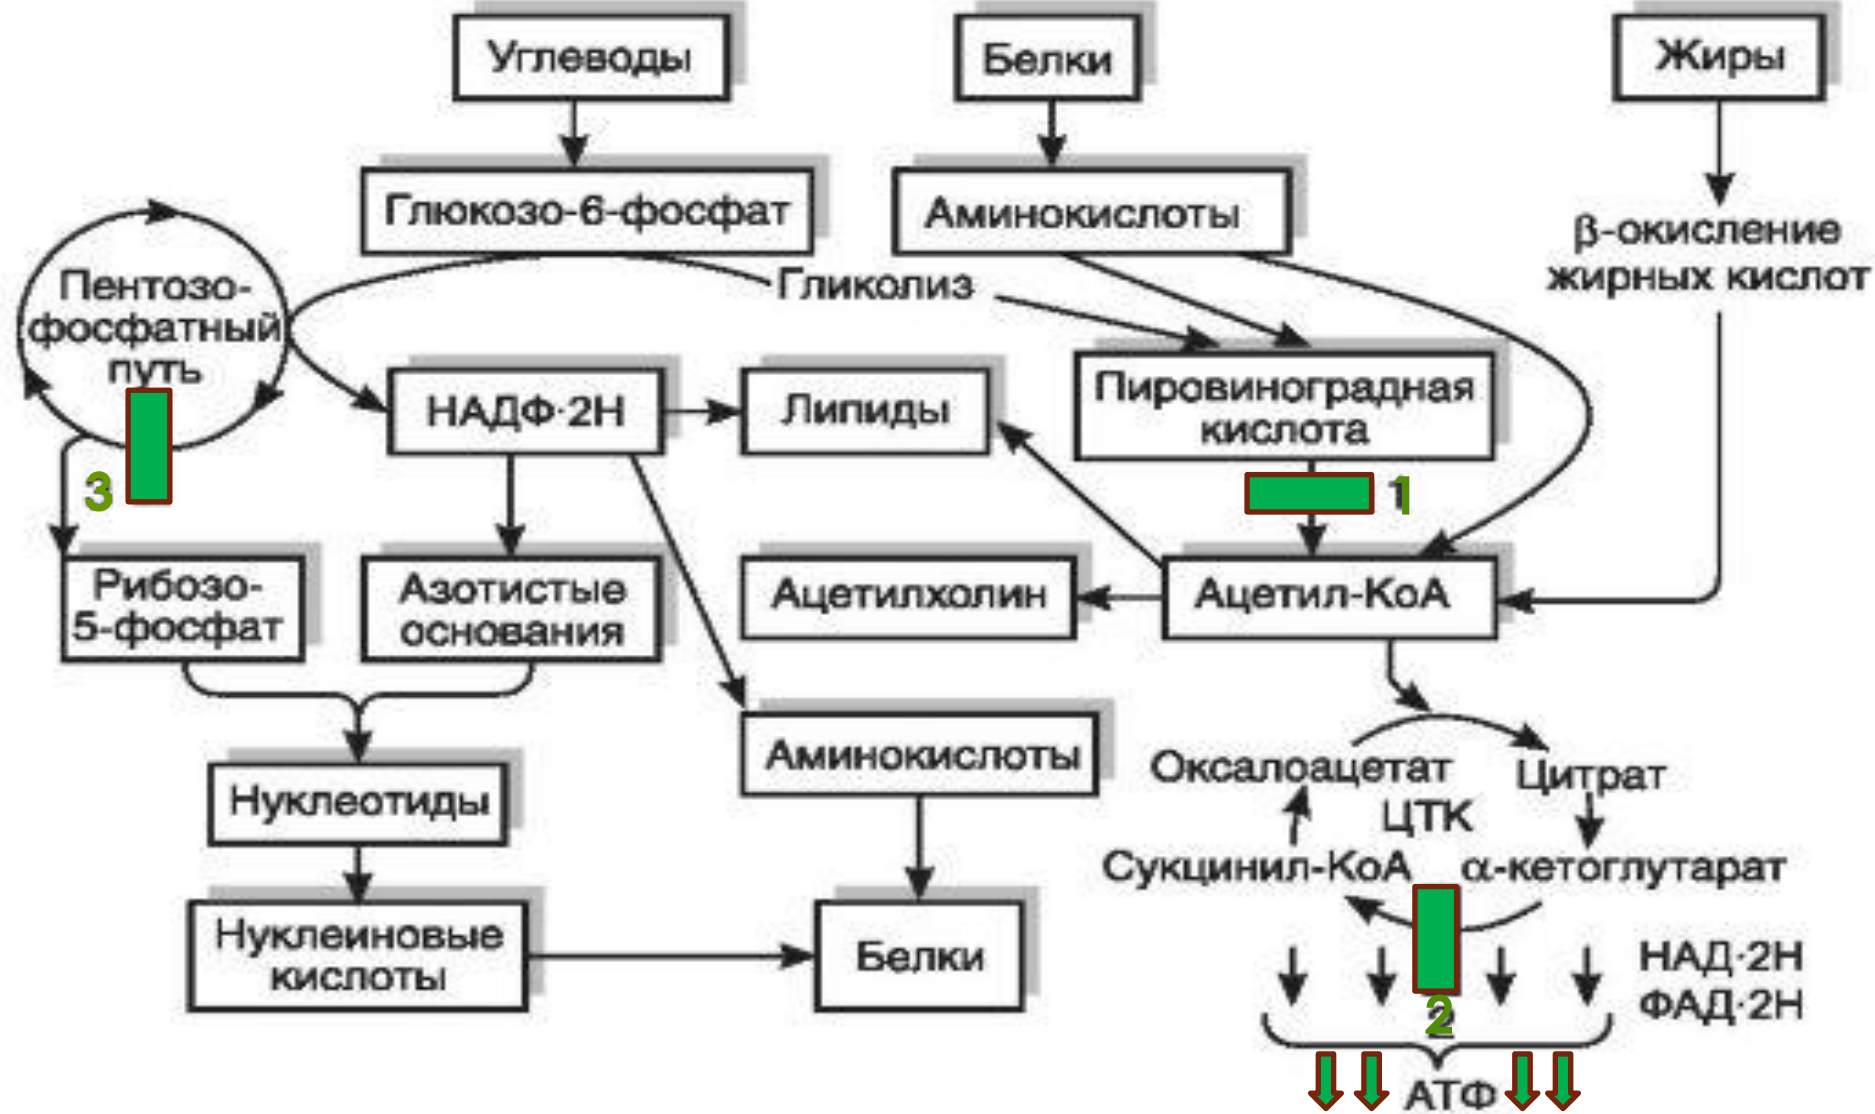 Углеводы
Белки
Жиры
Глюкозо-6-фосфат
Аминокислоты
β-окисление
жирных кислот
Пентозо-
фосфатный
путь
Гликолиз
НАДФ·2Н
Липиды
Пировиноградная
кислота
3
1
Рибозо-
5-фосфат
Азотистые
основания
Ацетилхолин
Ацетил-КоА
Аминокислоты
Оксалоацетат
Цитрат
ЦТК
Нуклеотиды
Сукцинил-КоА
α-кетоглутарат
Нуклеиновые
кислоты
Белки
НАД·2Н
ФАД·2Н
2
АТФ